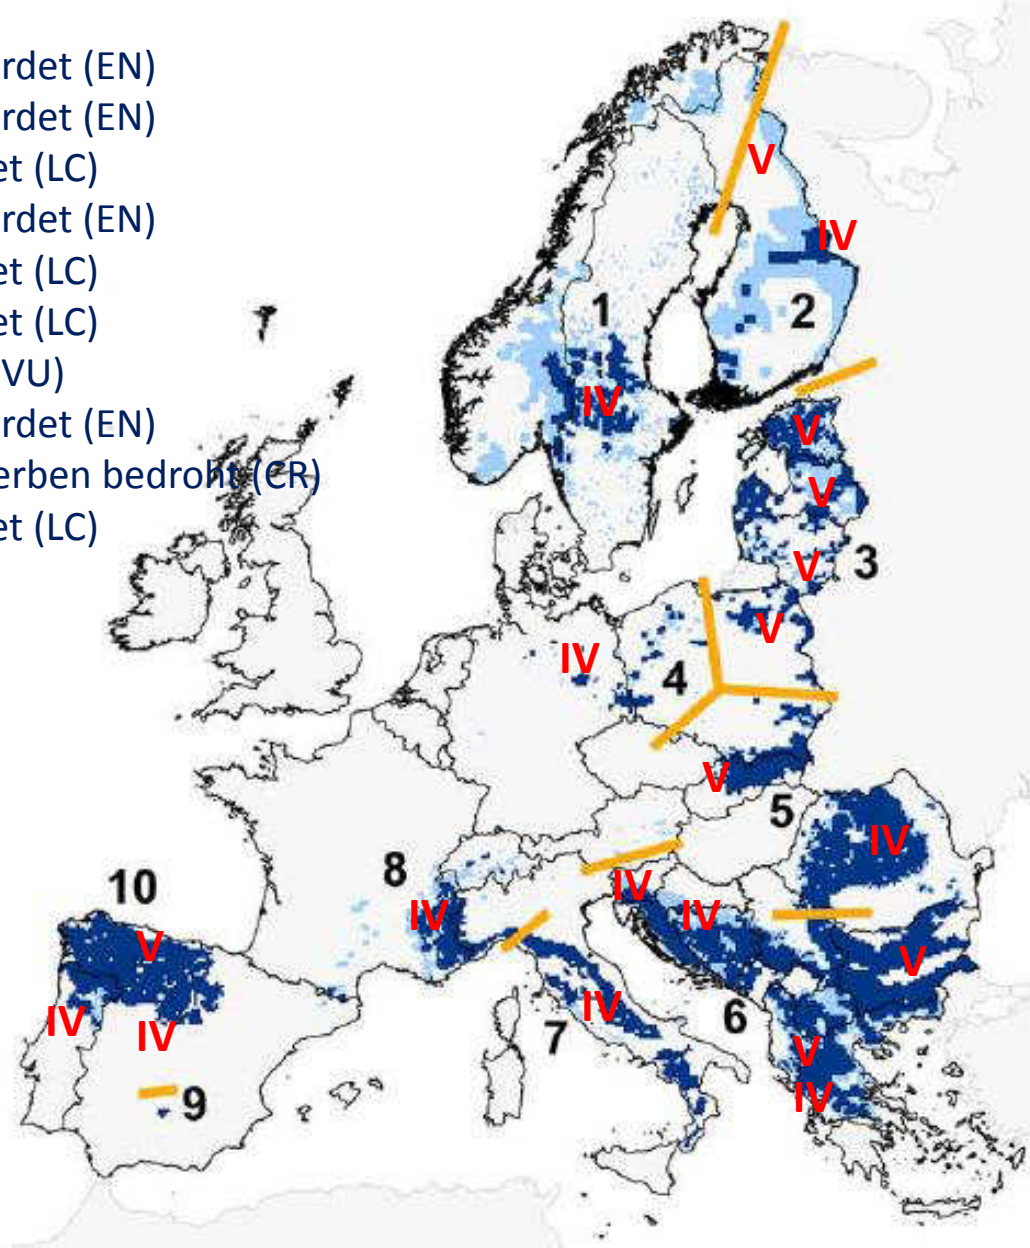 rdet (EN)
rdet (EN)
et (LC)
rdet (EN)
et (LC)
et (LC)
VU)
rdet (EN)
erben bedroht (CR)
et (LC)
V
IV
1
2
IV
V
V
V
3
V
IV
4
V
5
IV
8
10
IV
IV
IV
V
V
IV
IV
IV
6
7
V
9
IV